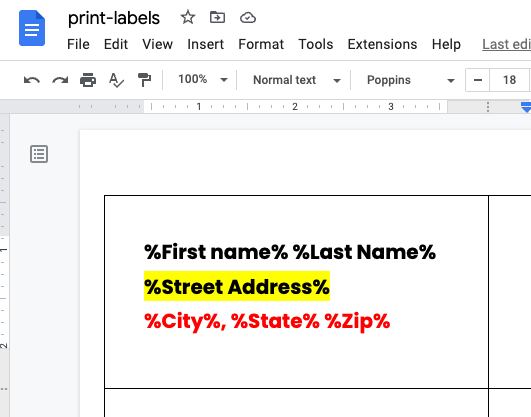 print-labels
File Edit View Insert Format Tools Extensions Help Last edi
100% Normal text Poppins 18
1 2 3
1
2
%First name% %Last Name%
%Street Address%
%City%, %State% %Zip%